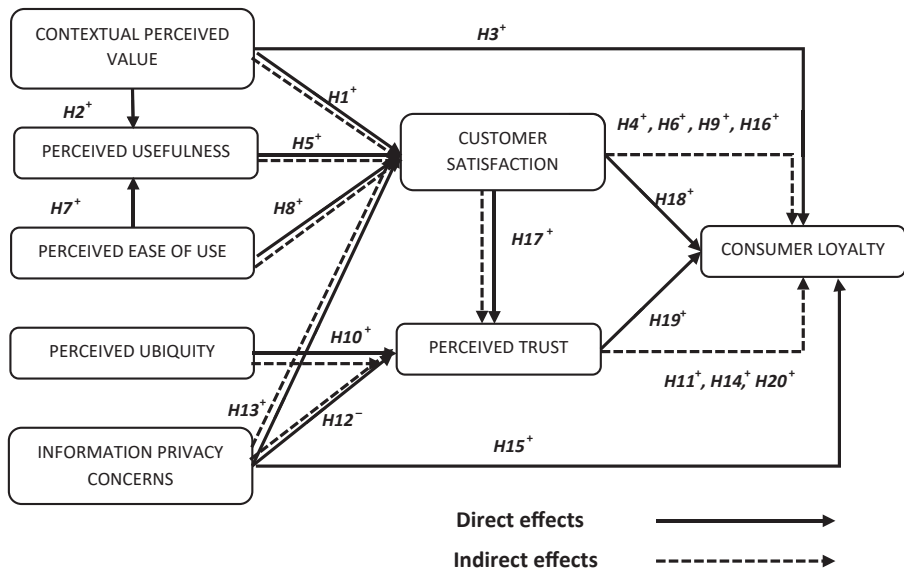 CONTEXTUAL PERCEIVED
VALUE
H3+
H1+
H2+
PERCEIVED USEFULNESS
H5+
CUSTOMER
SATISFACTION
H4+, H6+, H9+, H16+
H7+
H8+
H18+
PERCEIVED EASE OF USE
H17+
CONSUMER LOYALTY
PERCEIVED UBIQUITY
H10+
PERCEIVED TRUST
H19+
H11+, H14,+ H20+
H13+
H12−
INFORMATION PRIVACY
CONCERNS
H15+
Direct effects
Indirect effects